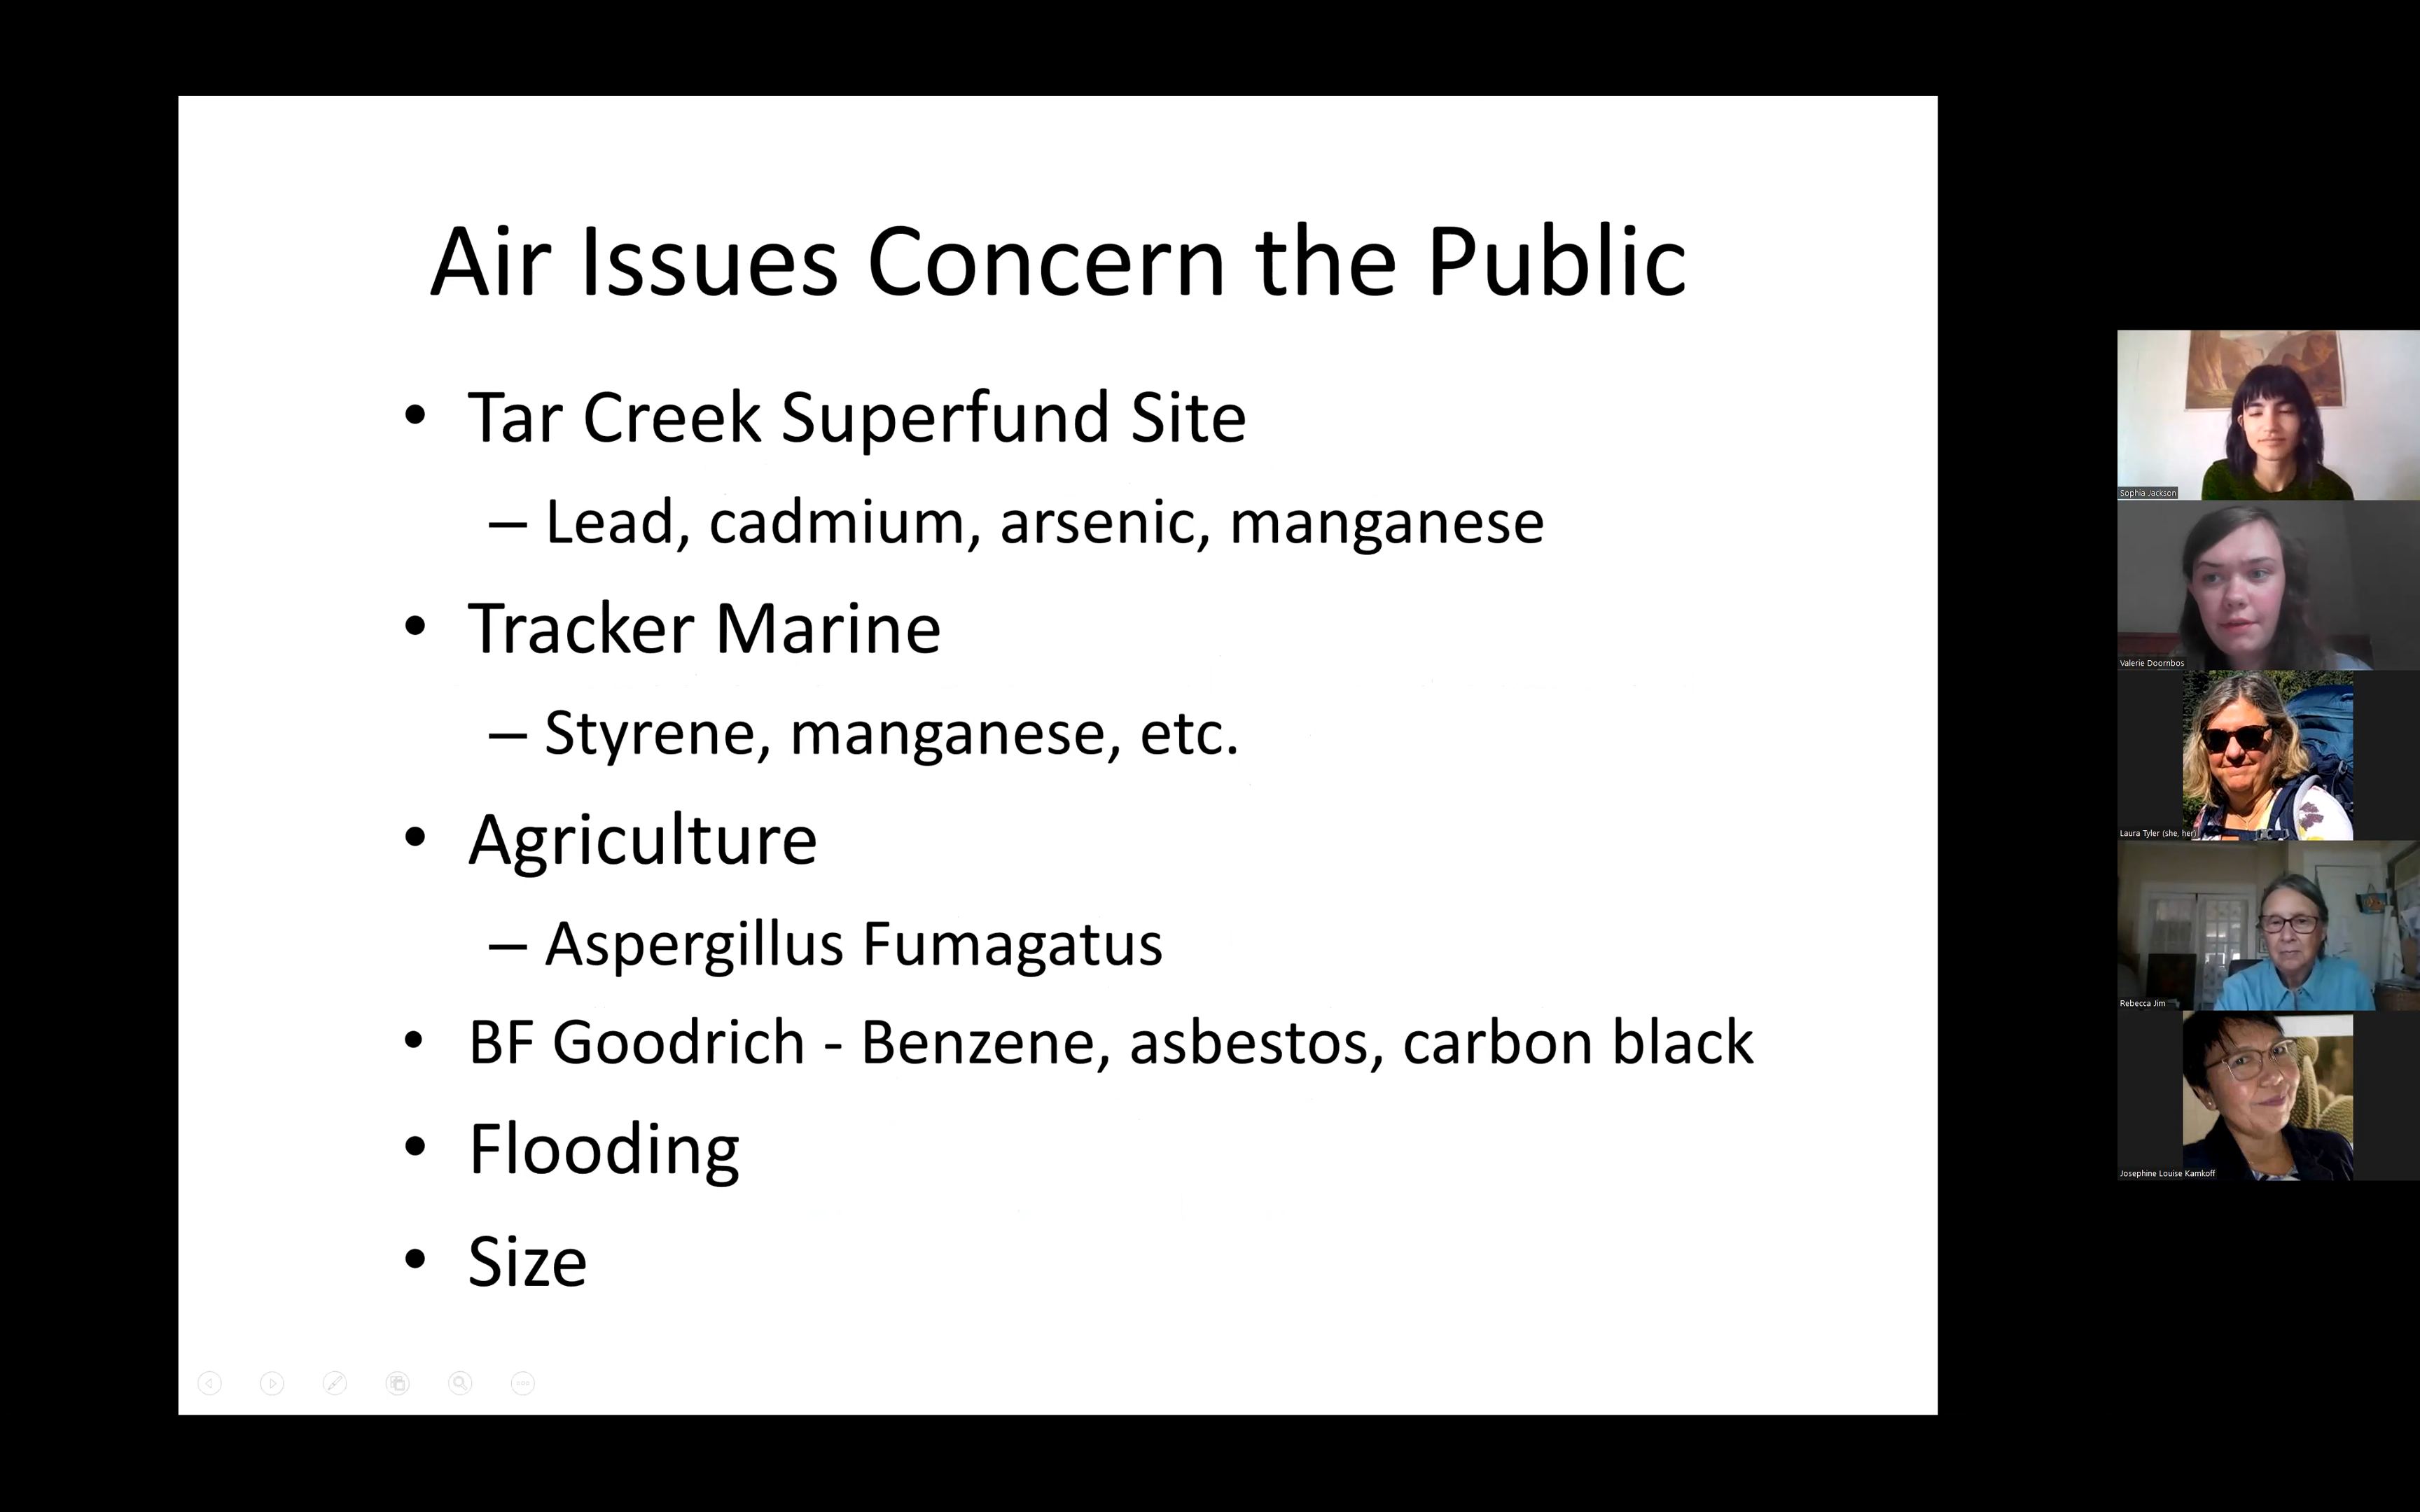 Air Issues Concern the Public
• Tar Creek Superfund Site
– Lead, cadmium, arsenic, manganese
• Tracker Marine
– Styrene, manganese, etc.
• Agriculture
– Aspergillus Fumagatus
• BF Goodrich - Benzene, asbestos, carbon black
• Flooding
• Size
Sophia Jackson
Valerie Doornbos
Laura Tyler (she, her)
Rebecca Jim
Josephine Louise Kamkoff